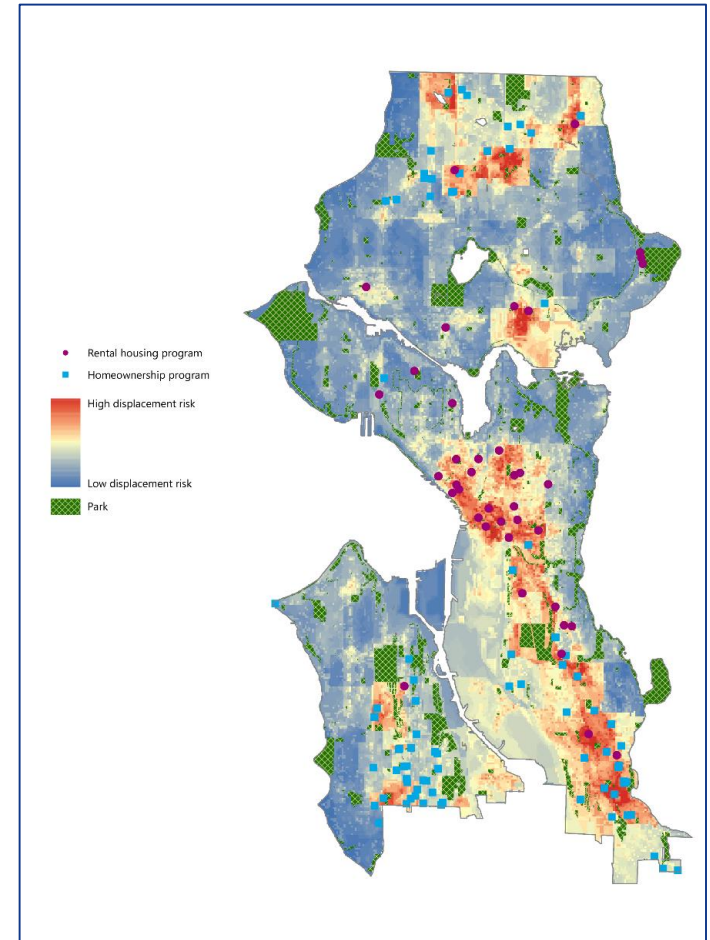 Rental housing program
Homeownership program
High displacement risk
Low displacement risk
Park